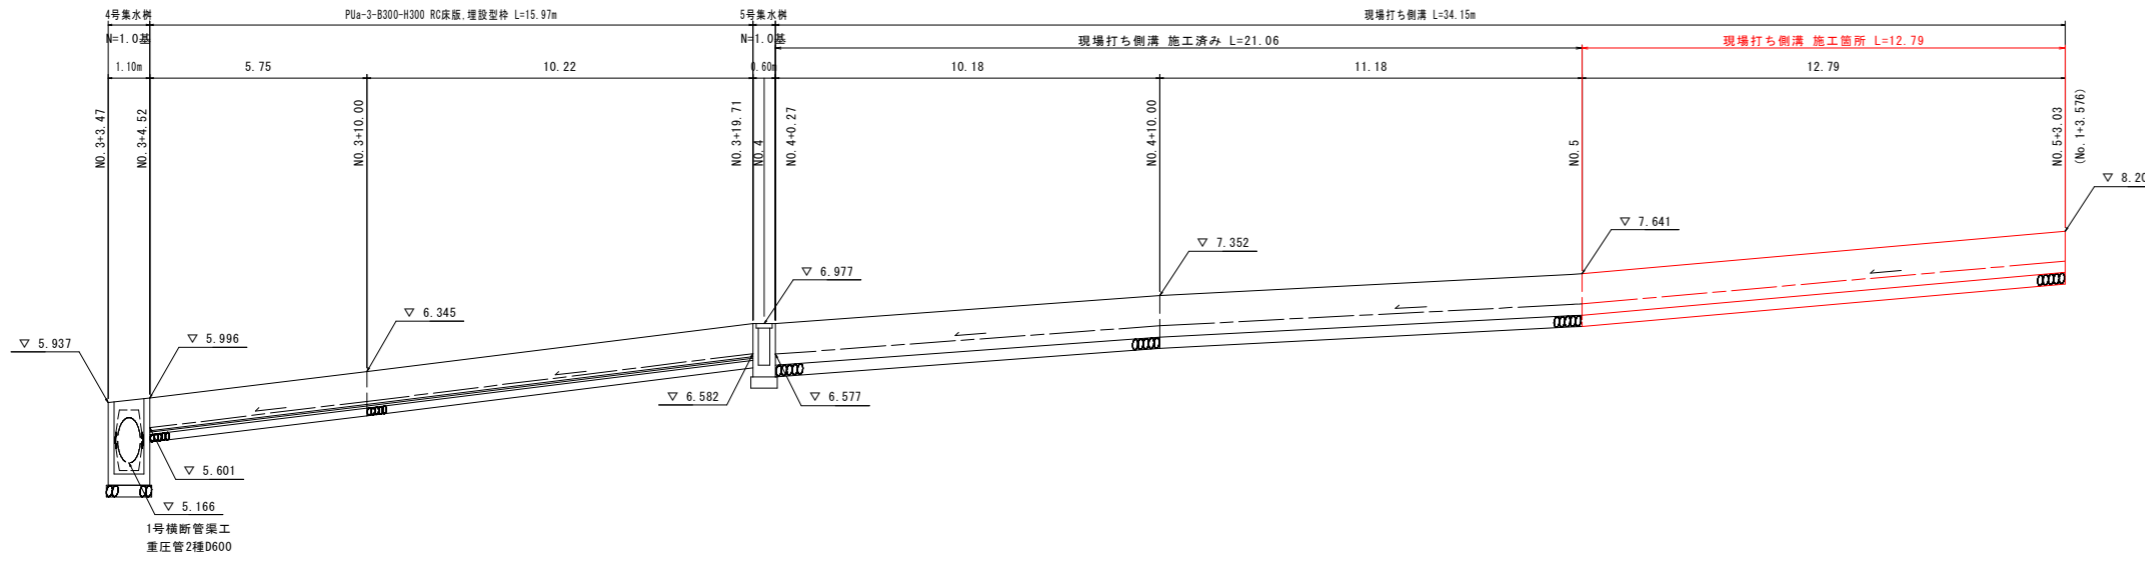 4号集水桝
PUa-3-B300-H300 RC床版.埋設型枠 L=15.97m
5号集水桝
現場打ち側溝 L=34.15m
N=1.0基
N=1.0基
現場打ち側溝 施工済み L=21.06
現場打ち側溝 施工箇所 L=12.79
1.10m
5.75
10.22
0.60m
10.18
11.18
12.79
NO.3+3.47
NO.3+4.52
NO.3+10.00
NO.3+19.71
NO.4
NO.4+0.27
NO.4+10.00
NO.5
NO.5+3.03
(No.1+3.576)
▽ 8.20
▽ 7.641
▽ 7.352
▽ 6.977
▽ 6.345
▽ 5.996
▽ 5.937
▽ 6.582
▽ 6.577
▽ 5.601
▽ 5.166
1号横断管渠工
重圧管2種D600